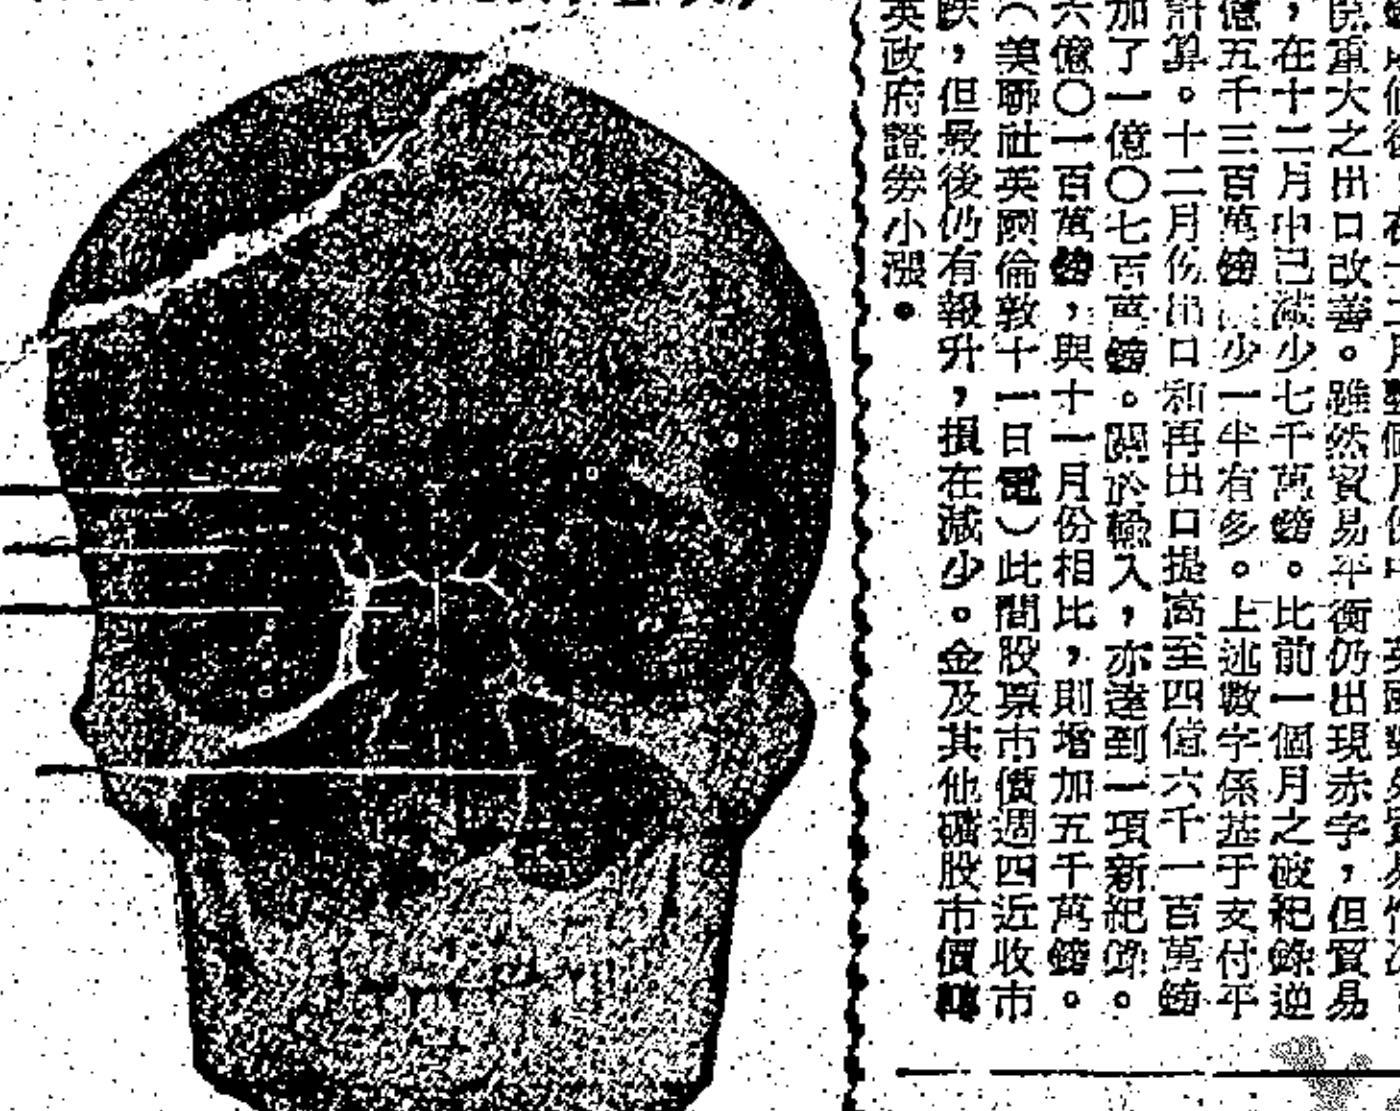 開重大之出口改善。雖然貿易平衡仍出現赤字，但貿易
，在十二月中已減少七千萬鎊。比前一個月之破紀錄逆
億五千三百萬鎊減少一半有多。上述數字係基于支付平
計算。十二月份出口和再出口提高至四億六千一百萬鎊
加了一億〇七百萬鎊。關於輸入，亦達到一項新紀錄。
六億〇一百萬鎊，與十一月份相比，則增加五千萬鎊。
（美聯社英國倫敦十一日電）此間股票市價週四近收市
跌，但最後仍有報升，損在減少。金及其他礦股市價
英政府證券小漲。